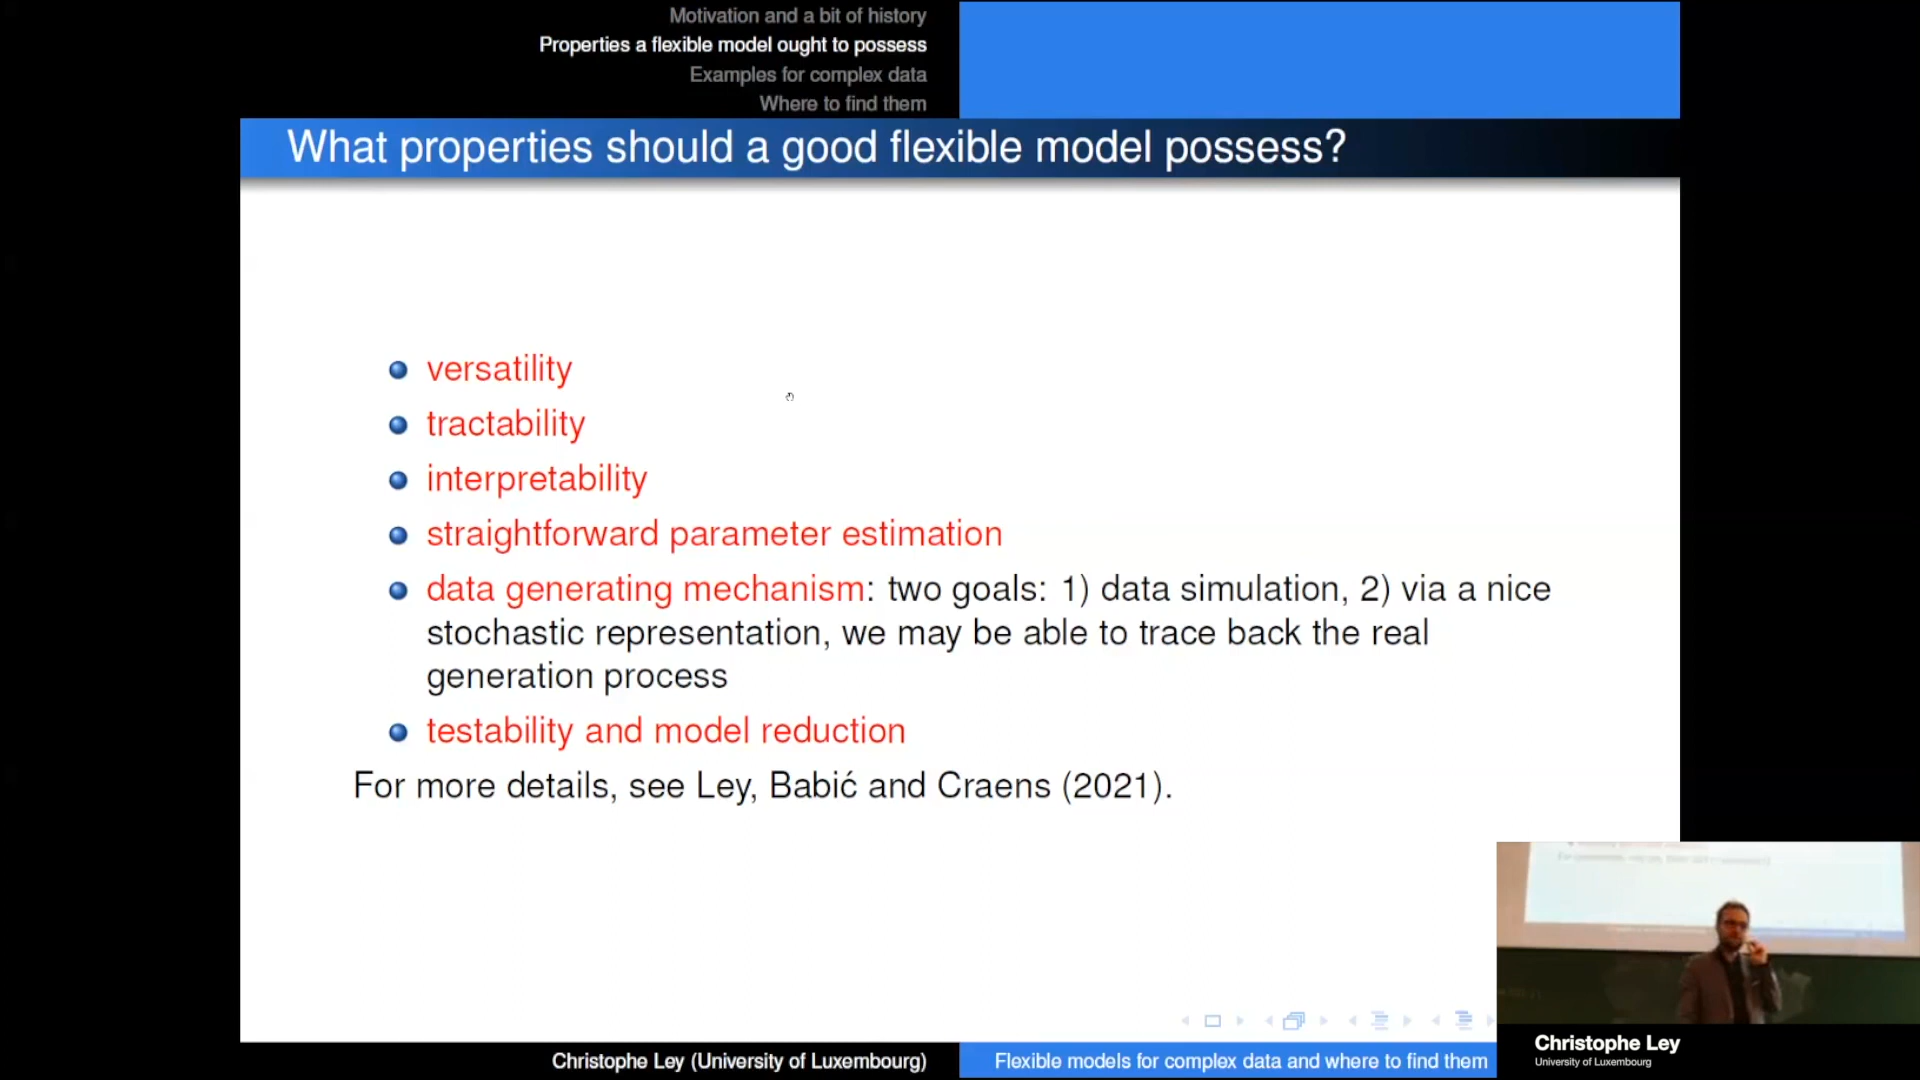 Motivation and a bit of history
Properties a flexible model ought to possess
Examples for complex data
Where to find them
What properties should a good flexible model possess?
versatility
tractability
interpretability
straightforward parameter estimation
data generating mechanism: two goals: 1) data simulation, 2) via a nice
stochastic representation, we may be able to trace back the real
generation process
testability and model reduction
For more details, see Ley, Babić and Craens (2021).
Christophe Ley (University of Luxembourg)
Flexible models for complex data and where to find them
Christophe Ley
University of Luxembourg